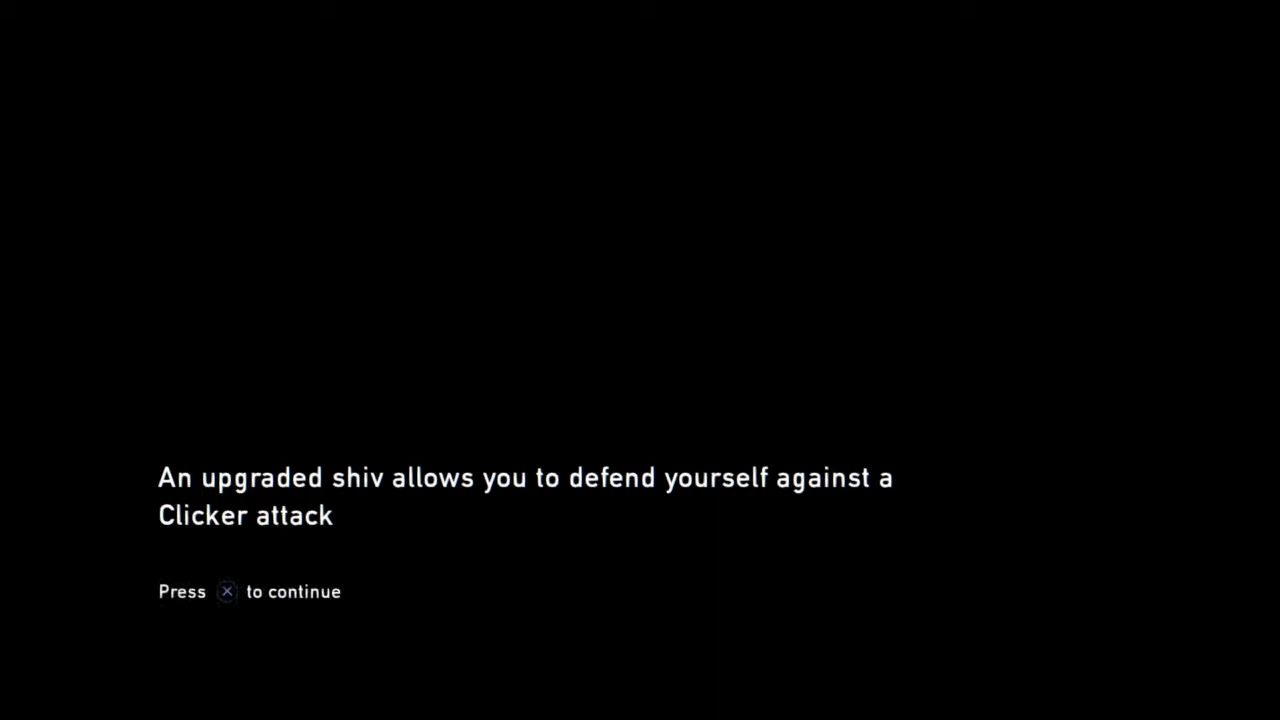 An upgraded shiv allows you to defend yourself against a
Clicker attack
Press ⓧ to continue